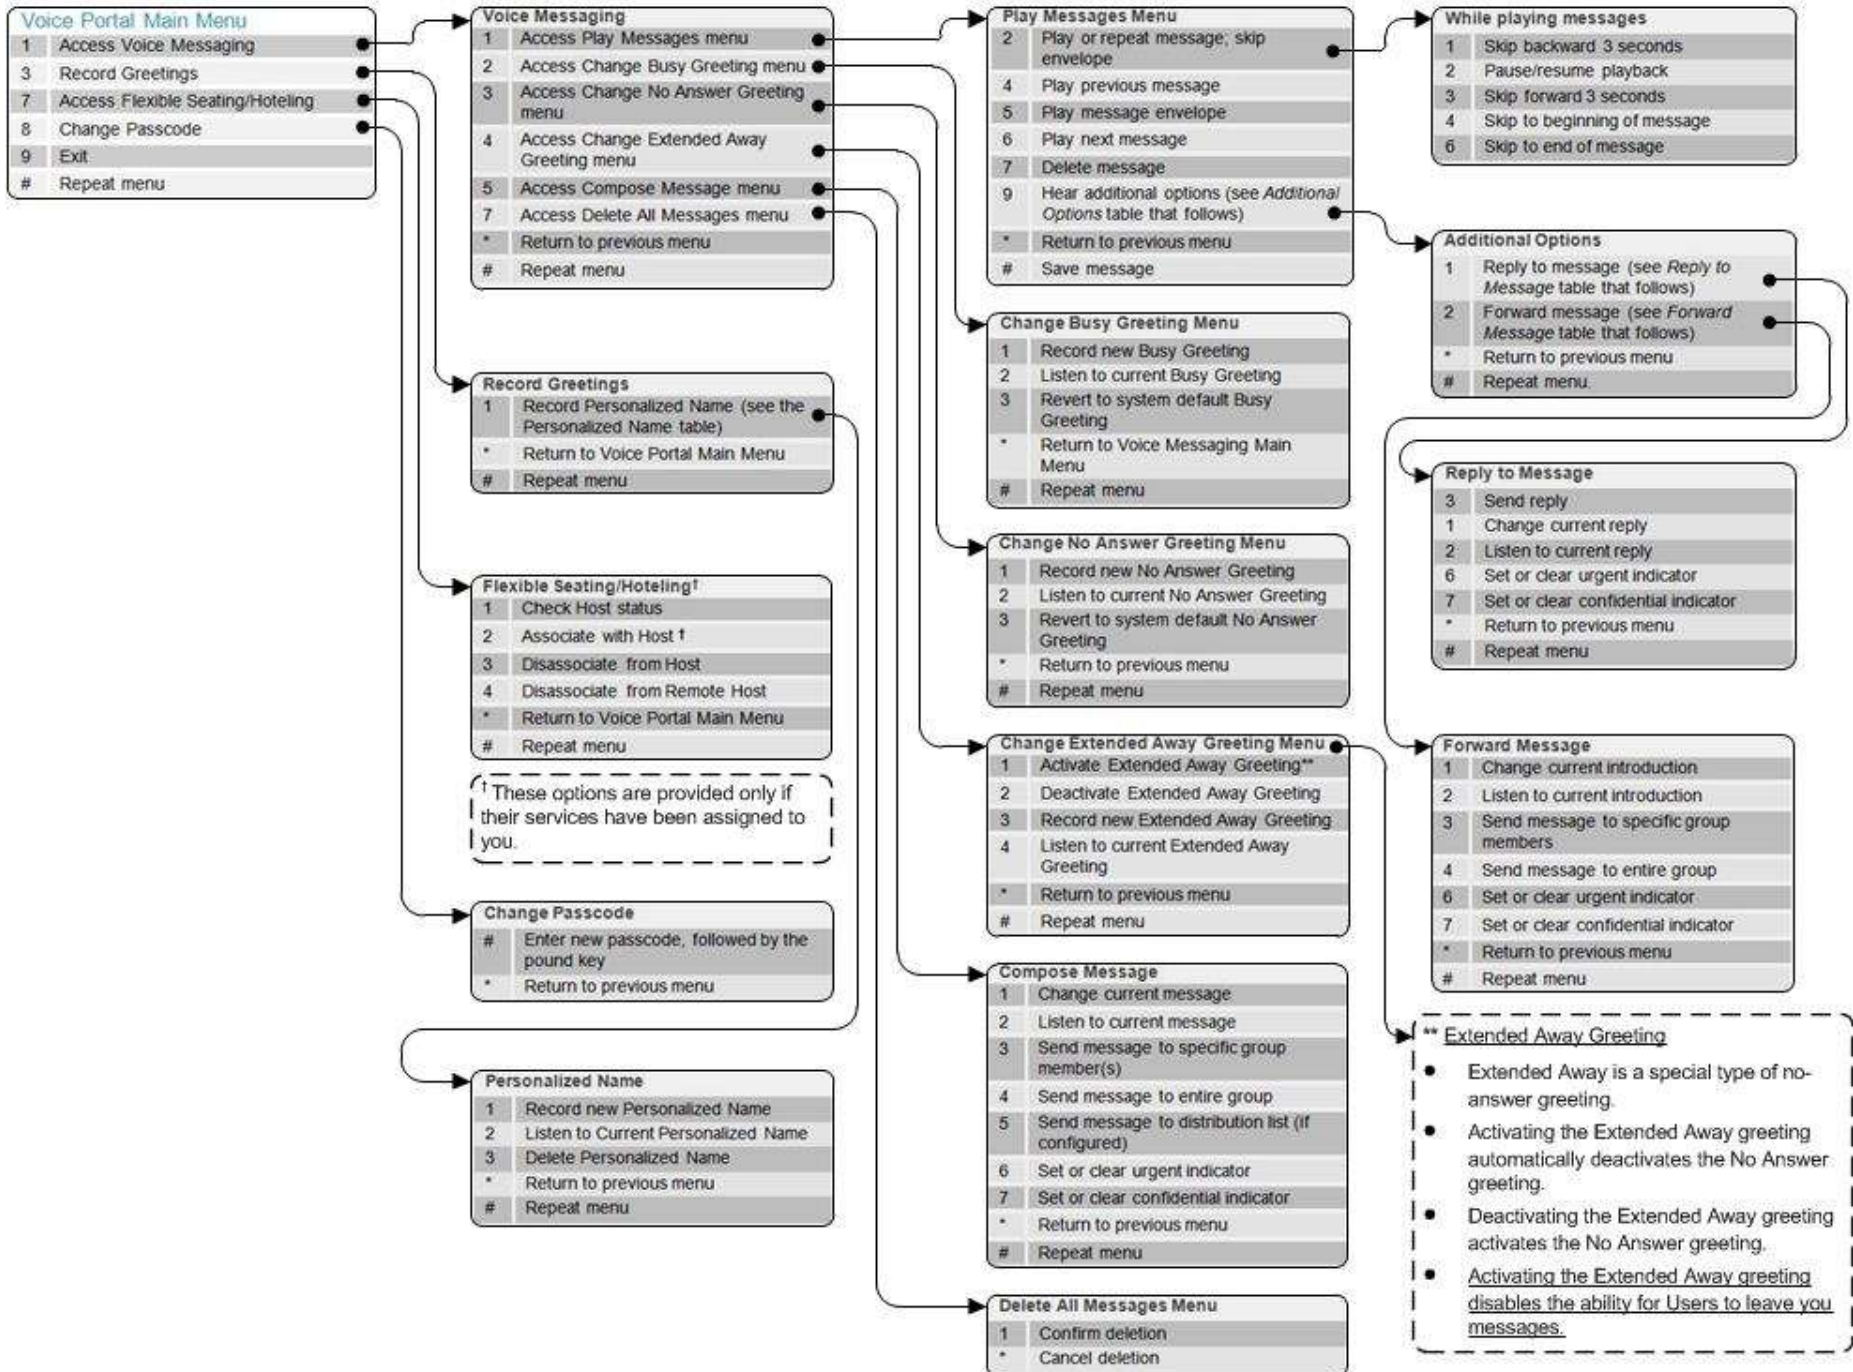 Voice Portal Main Menu
1 Access Voice Messaging
3 Record Greetings
7 Access Flexible Seating/Hoteling
8 Change Passcode
9 Exit
# Repeat menu
Voice Messaging
1 Access Play Messages menu
2 Access Change Busy Greeting menu
3 Access Change No Answer Greeting
menu
4 Access Change Extended Away
Greeting menu
5 Access Compose Message menu
7 Access Delete All Messages menu
* Return to previous menu
# Repeat menu
Record Greetings
1 Record Personalized Name (see the
Personalized Name table)
* Return to Voice Portal Main Menu
# Repeat menu
Flexible Seating/Hoteling†
1 Check Host status
2 Associate with Host †
3 Disassociate from Host
4 Disassociate from Remote Host
* Return to Voice Portal Main Menu
# Repeat menu
† These options are provided only if
their services have been assigned to
you.
Change Passcode
# Enter new passcode, followed by the
pound key
* Return to previous menu
Personalized Name
1 Record new Personalized Name
2 Listen to Current Personalized Name
3 Delete Personalized Name
* Return to previous menu
# Repeat menu
Play Messages Menu
2 Play or repeat message; skip
envelope
4 Play previous message
5 Play message envelope
6 Play next message
7 Delete message
9 Hear additional options (see Additional
Options table that follows)
* Return to previous menu
# Save message
Change Busy Greeting Menu
1 Record new Busy Greeting
2 Listen to current Busy Greeting
3 Revert to system default Busy
Greeting
* Return to Voice Messaging Main
Menu
# Repeat menu
Change No Answer Greeting Menu
1 Record new No Answer Greeting
2 Listen to current No Answer Greeting
3 Revert to system default No Answer
Greeting
* Return to previous menu
# Repeat menu
Change Extended Away Greeting Menu
1 Activate Extended Away Greeting**
2 Deactivate Extended Away Greeting
3 Record new Extended Away Greeting
4 Listen to current Extended Away
Greeting
* Return to previous menu
# Repeat menu
Compose Message
1 Change current message
2 Listen to current message
3 Send message to specific group
member(s)
4 Send message to entire group
5 Send message to distribution list (if
configured)
6 Set or clear urgent indicator
7 Set or clear confidential indicator
* Return to previous menu
# Repeat menu
Delete All Messages Menu
1 Confirm deletion
* Cancel deletion
While playing messages
1 Skip backward 3 seconds
2 Pause/resume playback
3 Skip forward 3 seconds
4 Skip to beginning of message
6 Skip to end of message
Additional Options
1 Reply to message (see Reply to
Message table that follows)
2 Forward message (see Forward
Message table that follows)
* Return to previous menu
# Repeat menu.
Reply to Message
3 Send reply
1 Change current reply
2 Listen to current reply
6 Set or clear urgent indicator
7 Set or clear confidential indicator
* Return to previous menu
# Repeat menu
Forward Message
1 Change current introduction
2 Listen to current introduction
3 Send message to specific group
members
4 Send message to entire group
6 Set or clear urgent indicator
7 Set or clear confidential indicator
* Return to previous menu
# Repeat menu
** Extended Away Greeting
● Extended Away is a special type of no-
answer greeting.
● Activating the Extended Away greeting
automatically deactivates the No Answer
greeting.
● Deactivating the Extended Away greeting
activates the No Answer greeting.
● Activating the Extended Away greeting
disables the ability for Users to leave you
messages.